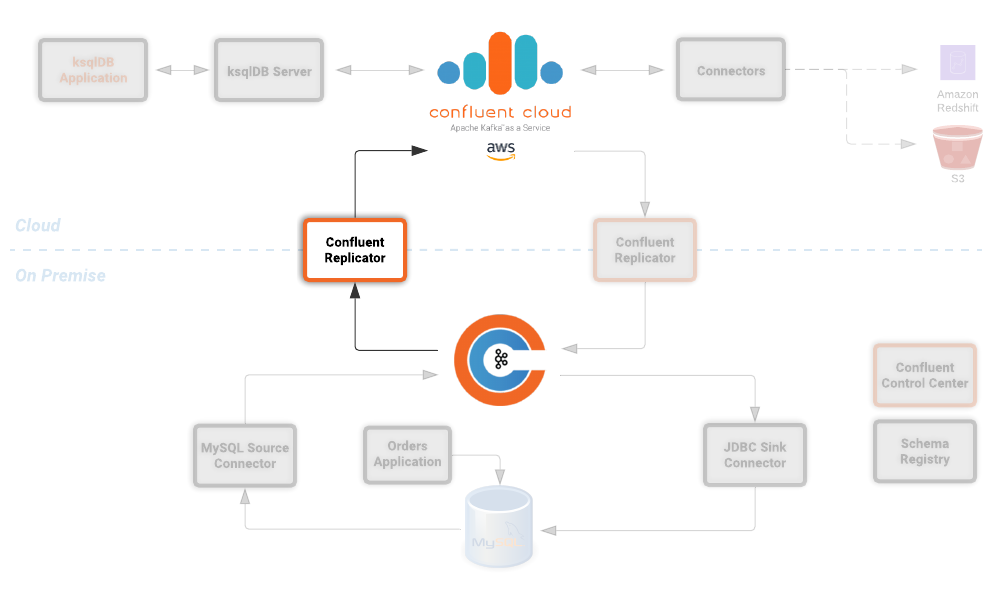 ksqlDB
Application
ksqlDB Server
confluent cloud
Apache Kafka® as a Service
aws
Connectors
Amazon
Redshift
S3
Cloud
On Premise
Confluent
Replicator
Confluent
Replicator
Confluent
Control Center
Schema
Registry
MySQL Source
Connector
Orders
Application
JDBC Sink
Connector
MySQL